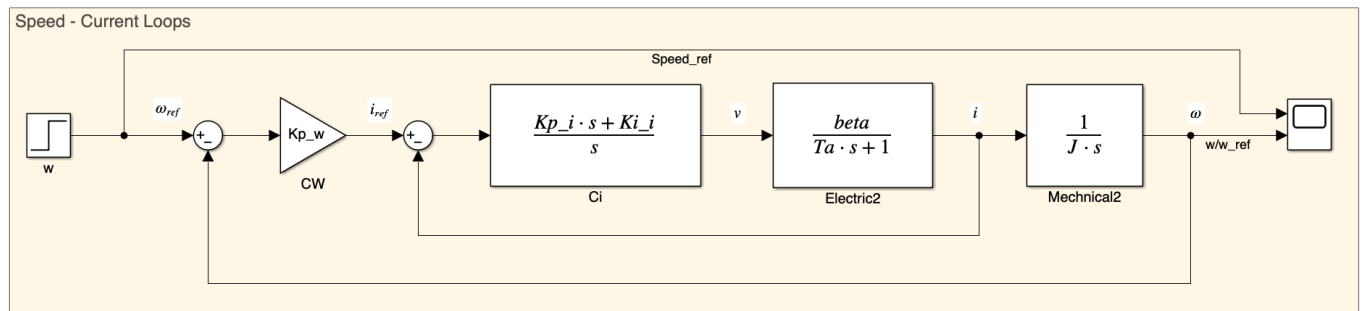 Speed - Current Loops
Speed_ref
ω_ref
i_ref
v
i
ω
Kp_w
Kp_i · s + Ki_i
s
beta
Ta · s + 1
1
J · s
w/w_ref
w
CW
Ci
Electric2
Mechnical2